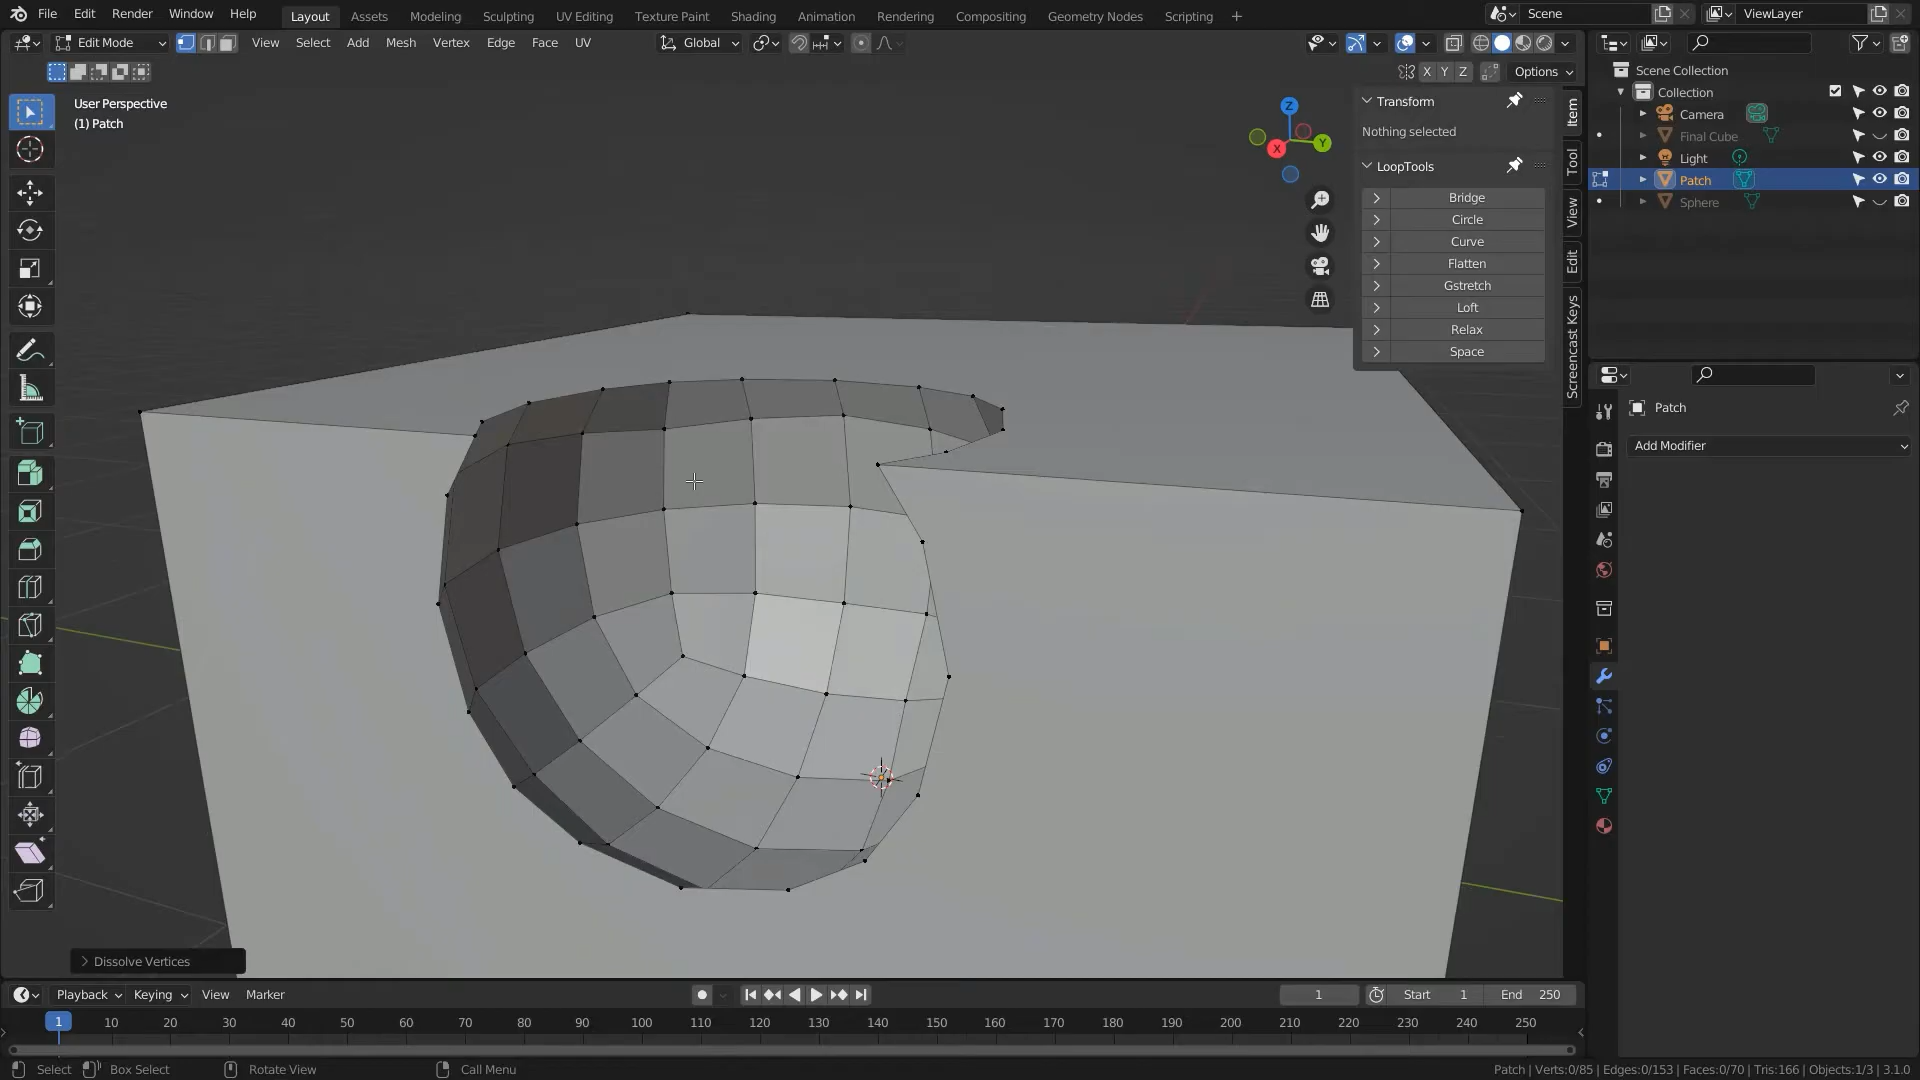 File Edit Render Window Help Layout Assets Modeling Sculpting UV Editing Texture Paint Shading Animation Rendering Compositing Geometry Nodes Scripting + Scene ViewLayer
Edit Mode View Select Add Mesh Vertex Edge Face UV Global
X Y Z Options
User Perspective
(1) Patch
Z
Y
X
Transform
Nothing selected
LoopTools
Bridge
Circle
Curve
Flatten
Gstretch
Loft
Relax
Space
Item
Tool
View
Edit
Screencast Keys
Scene Collection
Collection
Camera
Final Cube
Light
Patch
Sphere
Patch
Add Modifier
Dissolve Vertices
Playback Keying View Marker 1 Start 1 End 250
1 10 20 30 40 50 60 70 80 90 100 110 120 130 140 150 160 170 180 190 200 210 220 230 240 250
Select Box Select Rotate View Call Menu Patch | Verts:0/85 | Edges:0/153 | Faces:0/70 | Tris:166 | Objects:1/3 | 3.1.0